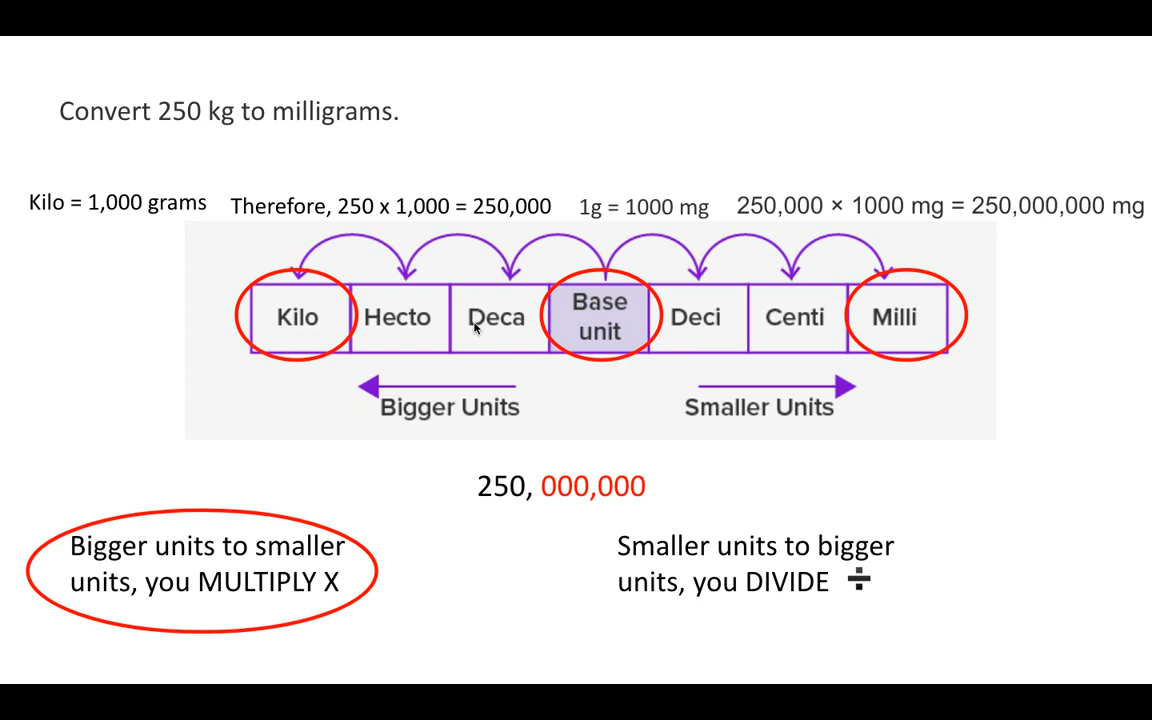 Convert 250 kg to milligrams.
Kilo = 1,000 grams Therefore, 250 x 1,000 = 250,000 1g = 1000 mg 250,000 × 1000 mg = 250,000,000 mg
Kilo Hecto Deca Base unit Deci Centi Milli
Bigger Units Smaller Units
250, 000,000
Bigger units to smaller
units, you MULTIPLY X
Smaller units to bigger
units, you DIVIDE ➗